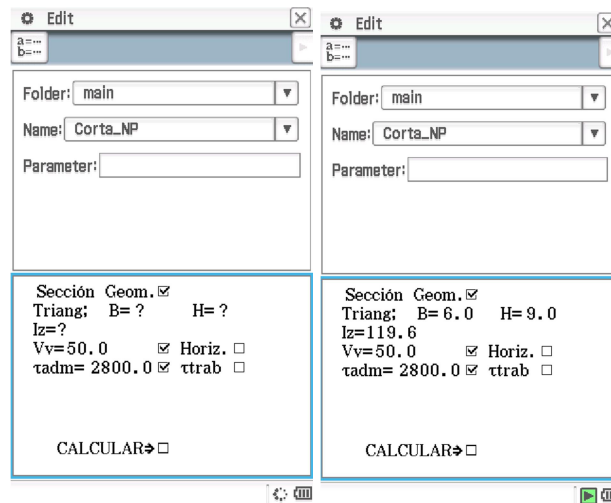 Edit
a=…
b=…
Folder: main
Name: Corta_NP
Parameter:
Sección Geom. ☑
Triang; B= ? H= ?
Iz=?
Vv=50.0 ☑ Horiz. ☐
τadm= 2800.0 ☑ τtrab ☐
CALCULAR➔☐
Edit
a=…
b=…
Folder: main
Name: Corta_NP
Parameter:
Sección Geom. ☑
Triang; B= 6.0 H= 9.0
Iz=119.6
Vv=50.0 ☑ Horiz. ☐
τadm= 2800.0 ☑ τtrab ☐
CALCULAR➔☐